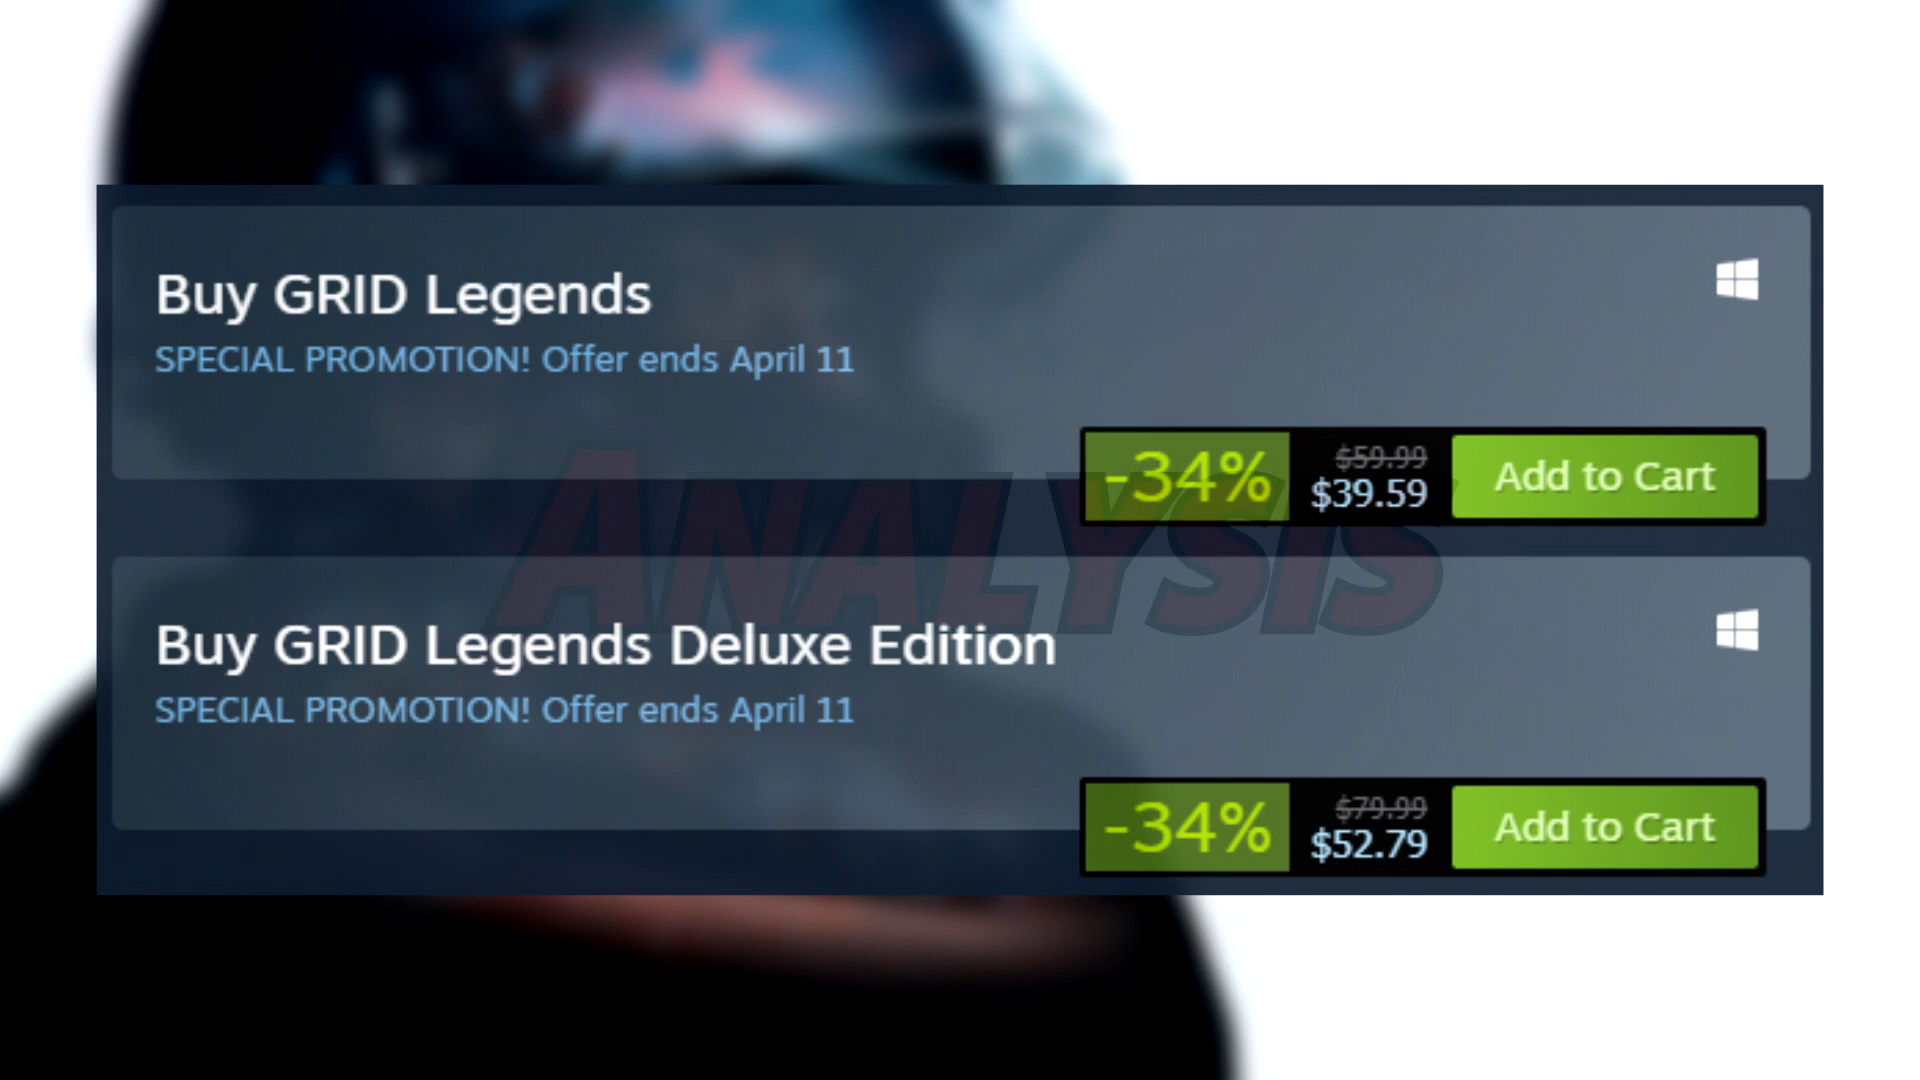 Buy GRID Legends
SPECIAL PROMOTION! Offer ends April 11
-34%
$59.99
$39.59
Add to Cart
ANALYSIS
Buy GRID Legends Deluxe Edition
SPECIAL PROMOTION! Offer ends April 11
-34%
$79.99
$52.79
Add to Cart